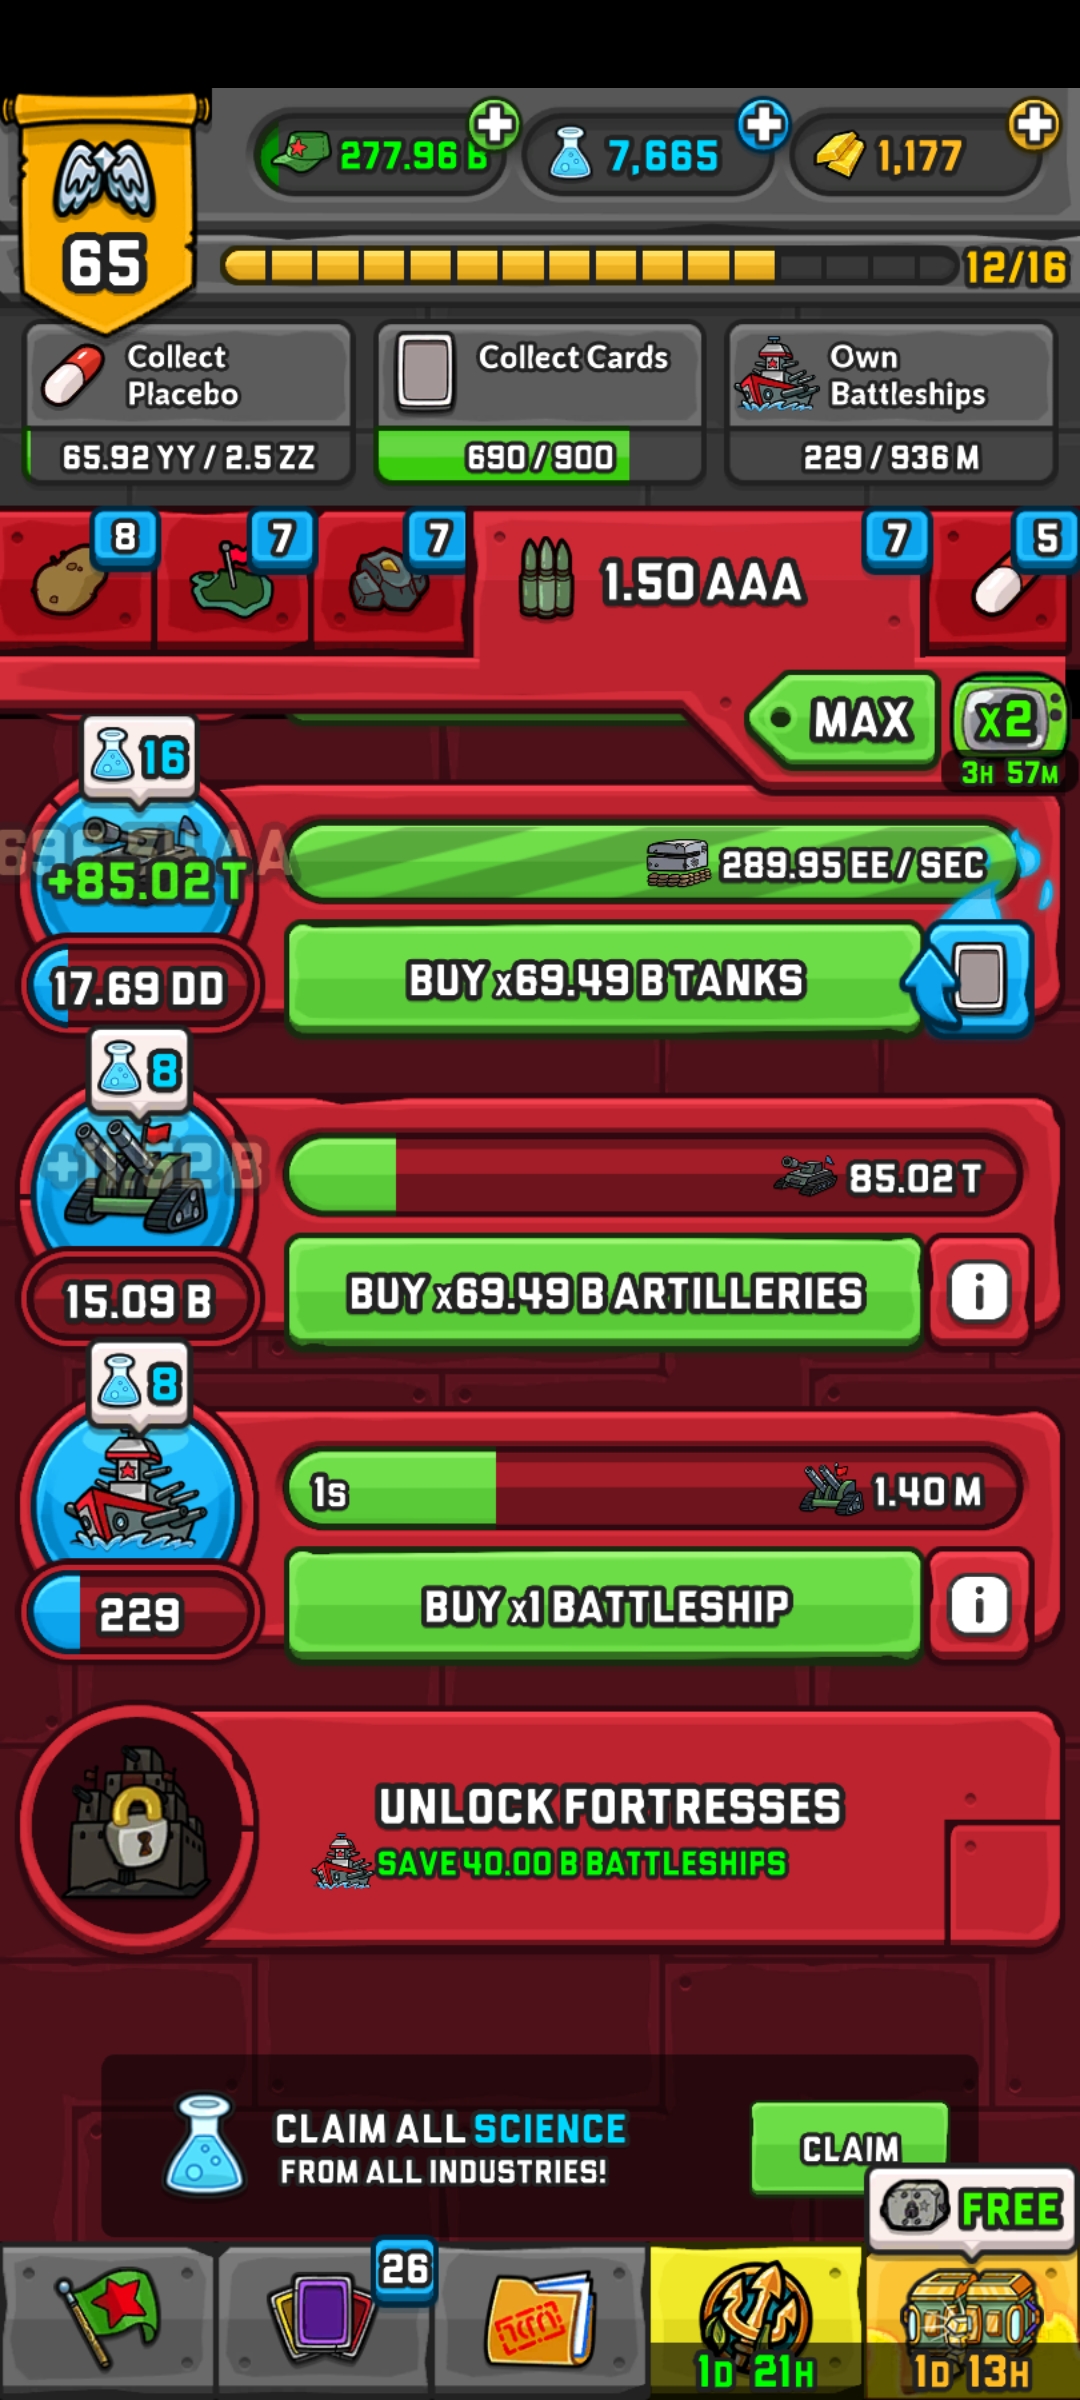 277.96 B
7,665
1,177
65
12/16
Collect
Placebo
Collect Cards
Own
Battleships
65.92 YY / 2.5 ZZ
690 / 900
229 / 936 M
8
7
7
1.50 AAA
7
5
MAX
x2
3H 57M
16
+85.02 T
289.95 EE / SEC
17.69 DD
BUY x69.49 B TANKS
8
85.02 T
15.09 B
BUY x69.49 B ARTILLERIES
i
8
1s
1.40 M
229
BUY x1 BATTLESHIP
i
UNLOCK FORTRESSES
SAVE 40.00 B BATTLESHIPS
CLAIM ALL SCIENCE
FROM ALL INDUSTRIES!
CLAIM
FREE
26
1D 21H
1D 13H